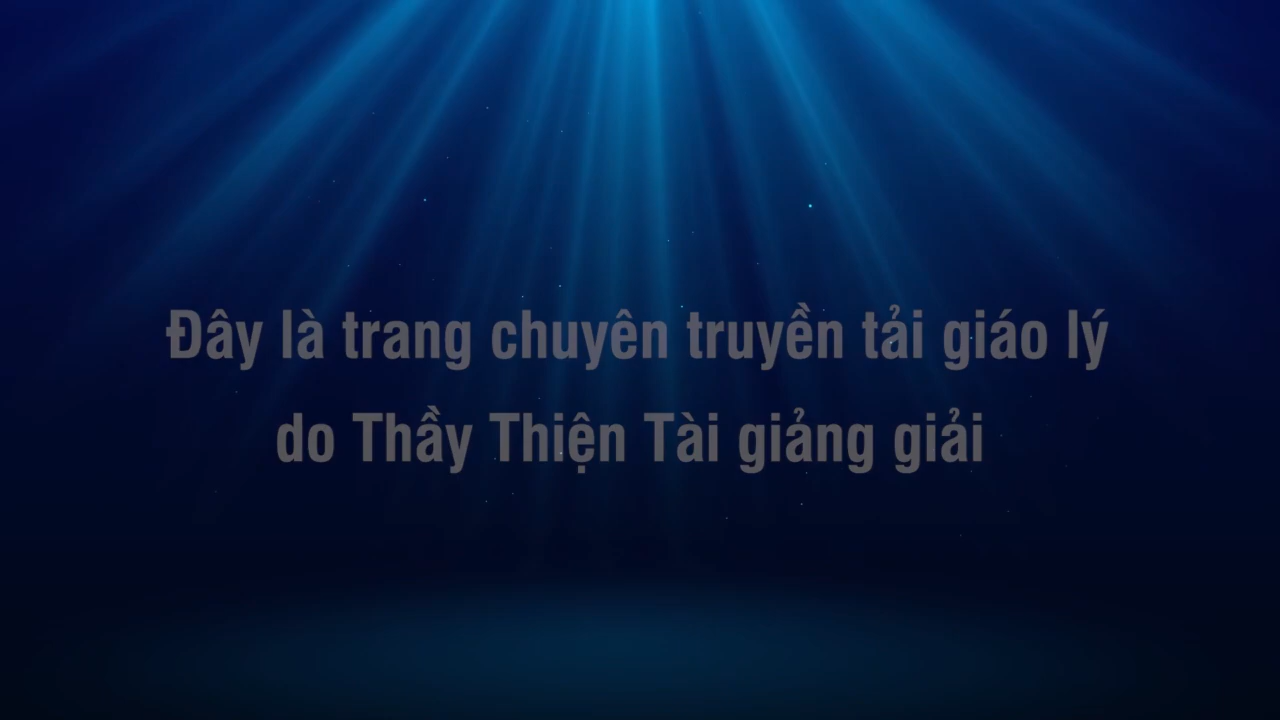 Đây là trang chuyên truyền tải giáo lý
do Thầy Thiện Tài giảng giải